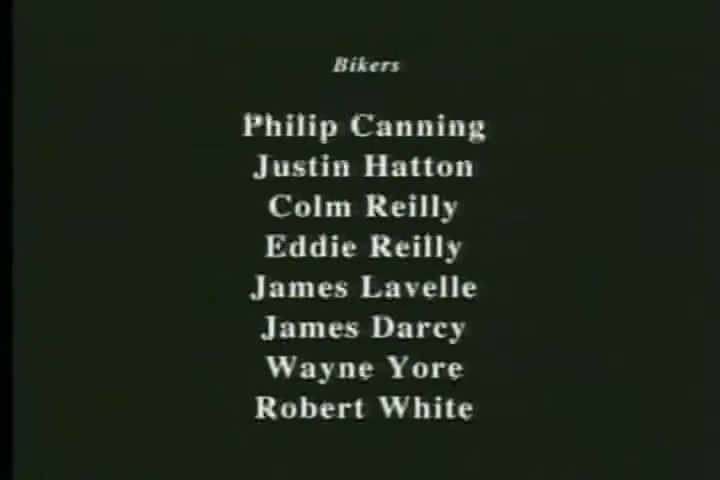 Bikers
Philip Canning
Justin Hatton
Colm Reilly
Eddie Reilly
James Lavelle
James Darcy
Wayne Yore
Robert White